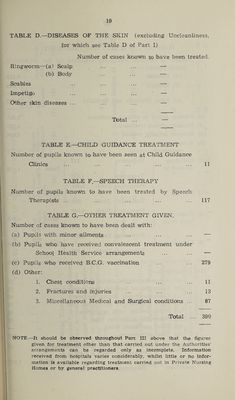 19
TABLE D.—DISEASES OF THE SKIN (excluding Uncleanliness,
for which see Table D of Part 1)
Number of cases known to have been treated.
Ringworm—(a) Scalp ... ... —
(b) Body ... ... —
Scabies ... ... ... —
Impetigo ... ... ... —
Other skin diseases ... ... ... —
Total ... —
TABLE E.—CHILD GUIDANCE TREATMENT
Number of pupils known to have been seen at Child Guidance
Clinics ... ... ... ... ... 11
TABLE F.—SPEECH THERAPY
Number of pupils known to have been treated by Speech
Therapists ... ... ... ... ... 117
TABLE G.—OTHER TREATMENT GIVEN.
Number of cases known to have been dealt with:
(a) Pupils with minor ailments ... ... ... —
(b) Pupils who have received convalescent treatment under
School Health Service arrangements ... ... —
(c) Pupils who received B.C.G. vaccination ... ... 279
(d) Other:
1. Chest conditions ... ... ... 11
2. Fractures and injuries ... ... ... 13
3. Miscellaneous Medical and Surgical conditions ... 87
Total ... 390
NOTE.—It should be observed throughout Part III above that the figures
given for treatment other than that carried out under the Authorities'
arrangements can be regarded only as incomplete. Information
received from hospitals varies considerably, whilst little or no infor-
mation is available regarding treatment carried out in Private Nursing
Homes or by general practitioners.